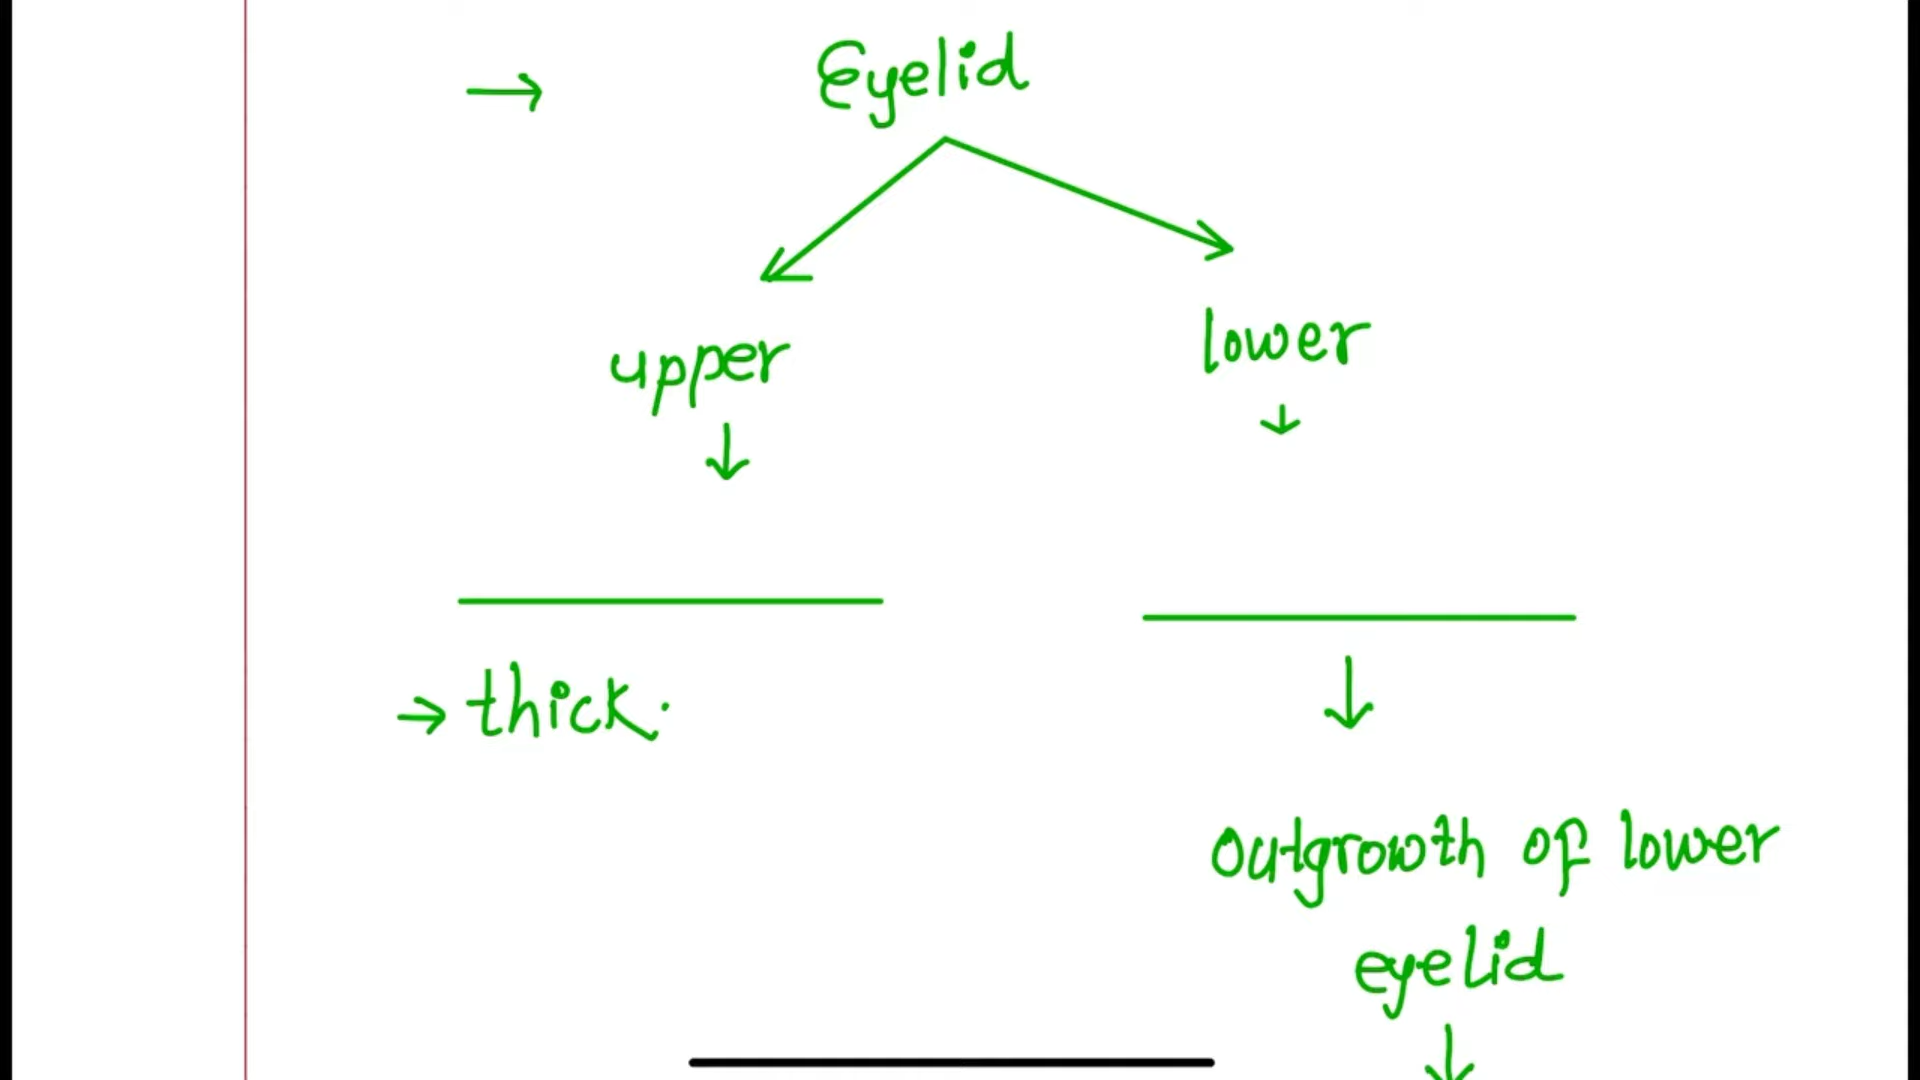 → Eyelid
upper
lower
↓
↓
→ thick.
↓
Outgrowth of lower
eyelid
↓